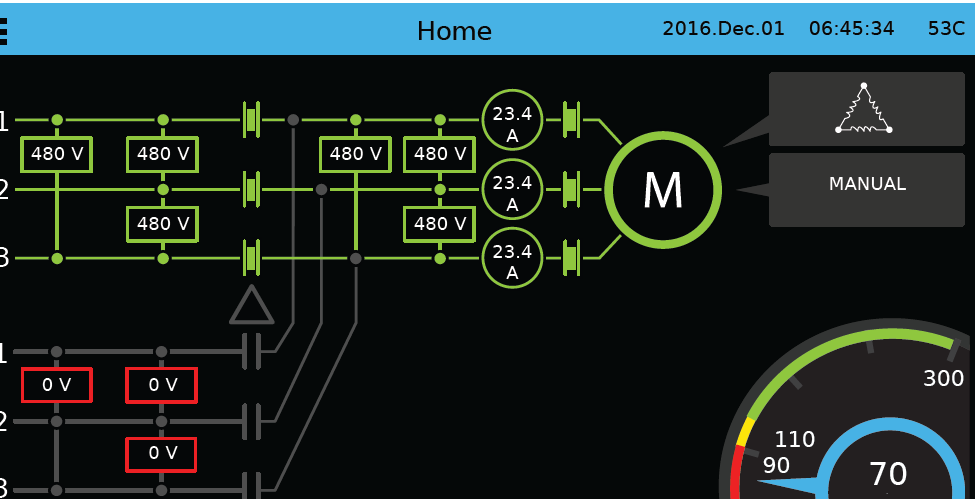 Home 2016.Dec.01 06:45:34 53C
1
23.4 A
480 V 480 V 480 V 480 V
2
23.4 A
M
MANUAL
480 V 480 V
3
23.4 A
1
0 V 0 V
2
0 V
3
300
110
90
70